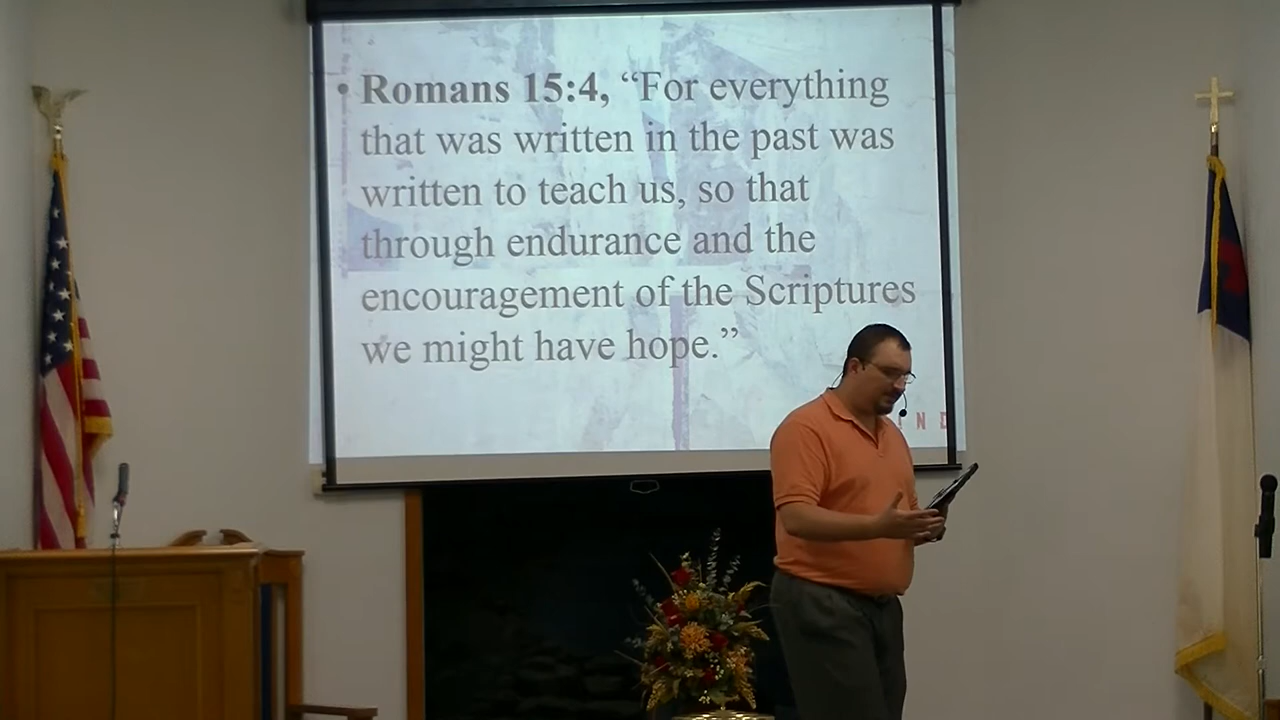 • Romans 15:4, “For everything
that was written in the past was
written to teach us, so that
through endurance and the
encouragement of the Scriptures
we might have hope.”